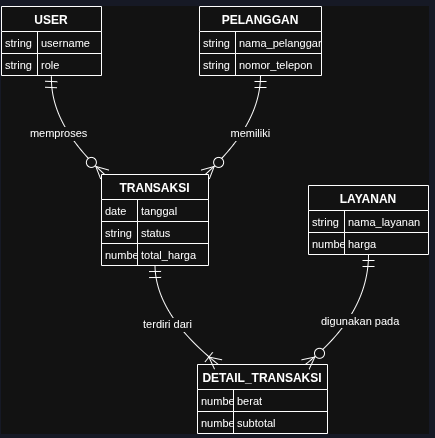 USER
string username
string role
PELANGGAN
string nama_pelanggan
string nomor_telepon
memproses
memiliki
TRANSAKSI
date tanggal
string status
numbe total_harga
LAYANAN
string nama_layanan
numbe harga
terdiri dari
digunakan pada
DETAIL_TRANSAKSI
numbe berat
numbe subtotal